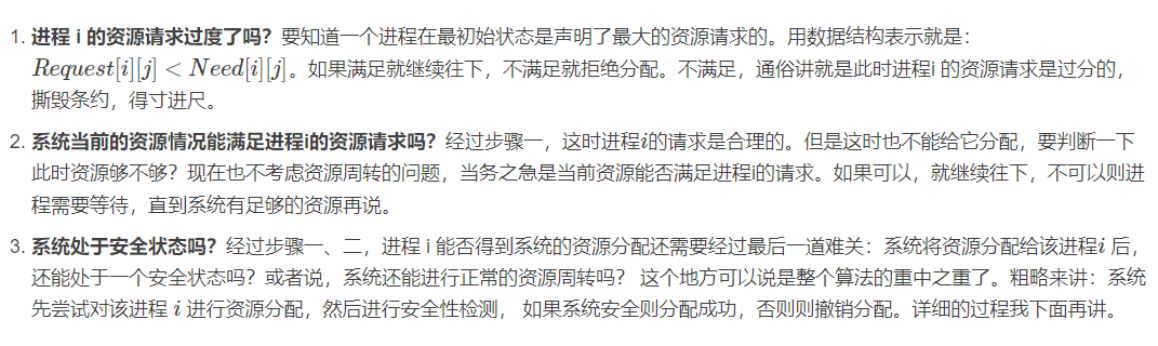 1. 进程 i 的资源请求过度了吗？要知道一个进程在最初始状态是声明了最大的资源请求的。用数据结构表示就是：
Request[i][j] < Need[i][j]。如果满足就继续往下，不满足就拒绝分配。不满足，通俗讲就是此时进程i 的资源请求是过分的，
撕毁条约，得寸进尺。
2. 系统当前的资源情况能满足进程i的资源请求吗？经过步骤一，这时进程i的请求是合理的。但是这时也不能给它分配，要判断一下
此时资源够不够？现在也不考虑资源周转的问题，当务之急是当前资源能否满足进程i的请求。如果可以，就继续往下，不可以则进
程需要等待，直到系统有足够的资源再说。
3. 系统处于安全状态吗？经过步骤一、二，进程 i 能否得到系统的资源分配还需要经过最后一道难关：系统将资源分配给该进程i 后，
还能处于一个安全状态吗？或者说，系统还能进行正常的资源周转吗？ 这个地方可以说是整个算法的重中之重了。粗略来讲：系统
先尝试对该进程 i 进行资源分配，然后进行安全性检测， 如果系统安全则分配成功，否则则撤销分配。详细的过程我下面再讲。